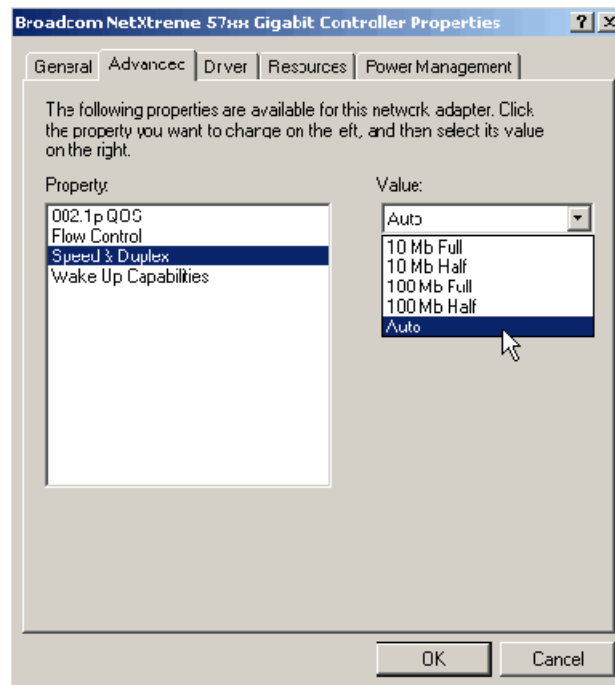 Broadcom NetXtreme 57xx Gigabit Controller Properties
General Advanced Driver Resources Power Management
The following properties are available for this network adapter. Click
the property you want to change on the left, and then select its value
on the right.
Property:
Value:
802.1p QOS
Flow Control
Speed & Duplex
Wake Up Capabilities
Auto
10 Mb Full
10 Mb Half
100 Mb Full
100 Mb Half
Auto
OK
Cancel